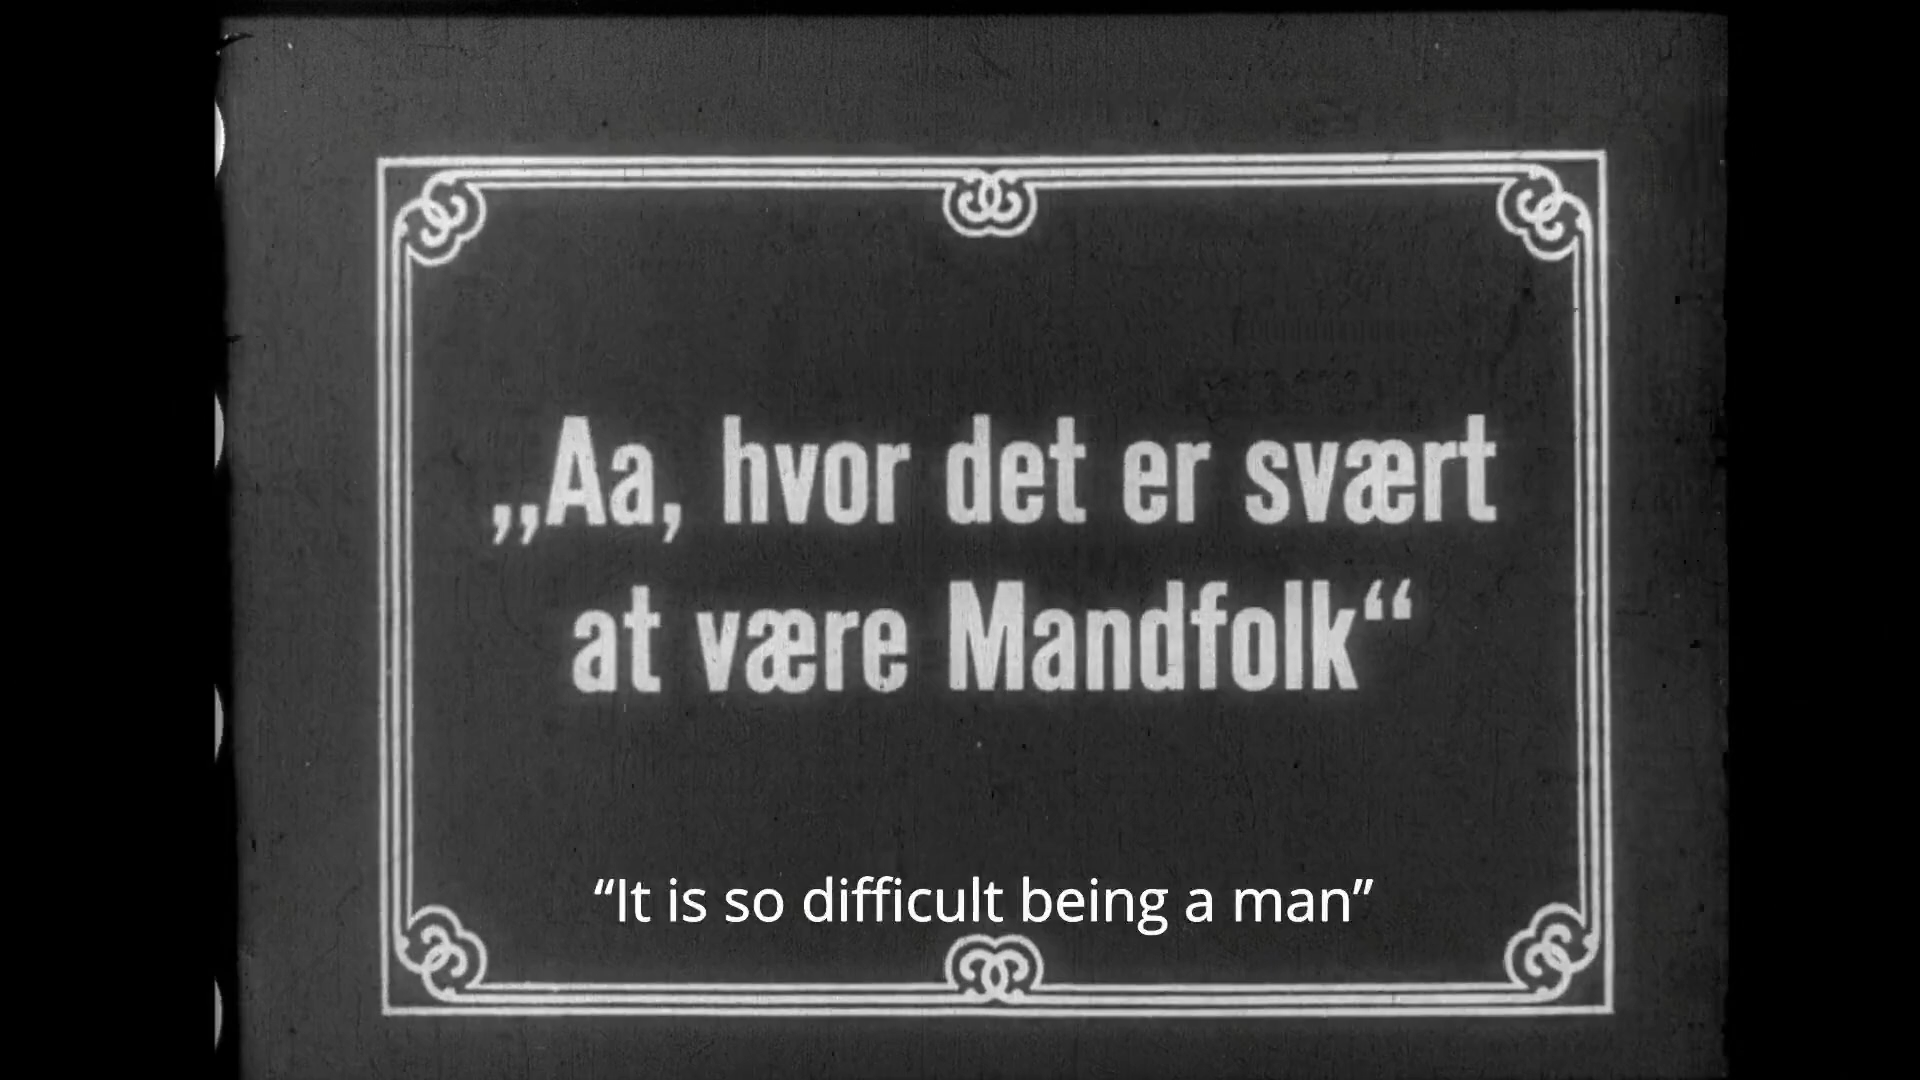 „Aa, hvor det er svært
at være Mandfolk“
“It is so difficult being a man”